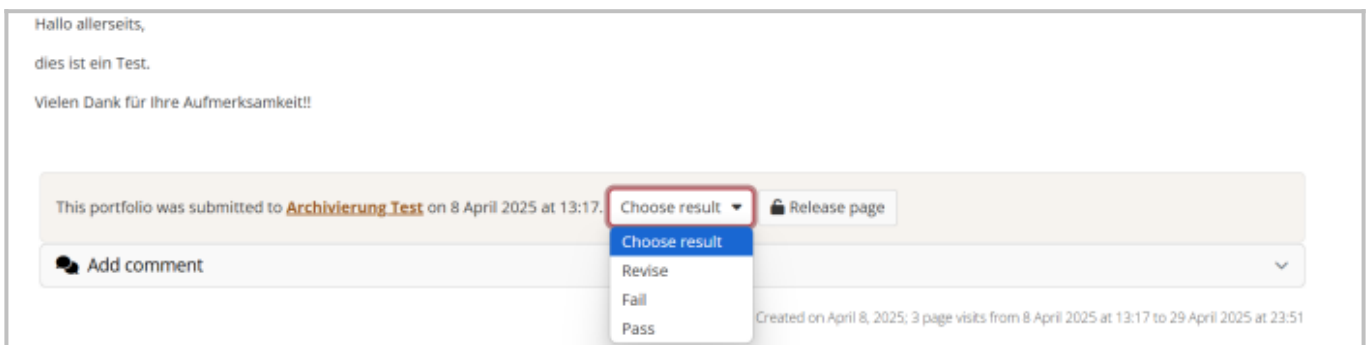 Hallo allerseits,
dies ist ein Test.
Vielen Dank für Ihre Aufmerksamkeit!!
This portfolio was submitted to Archivierung Test on 8 April 2025 at 13:17. Choose result Release page
Choose result
Add comment
Revise
Fail
Created on April 8, 2025; 3 page visits from 8 April 2025 at 13:17 to 29 April 2025 at 23:51
Pass